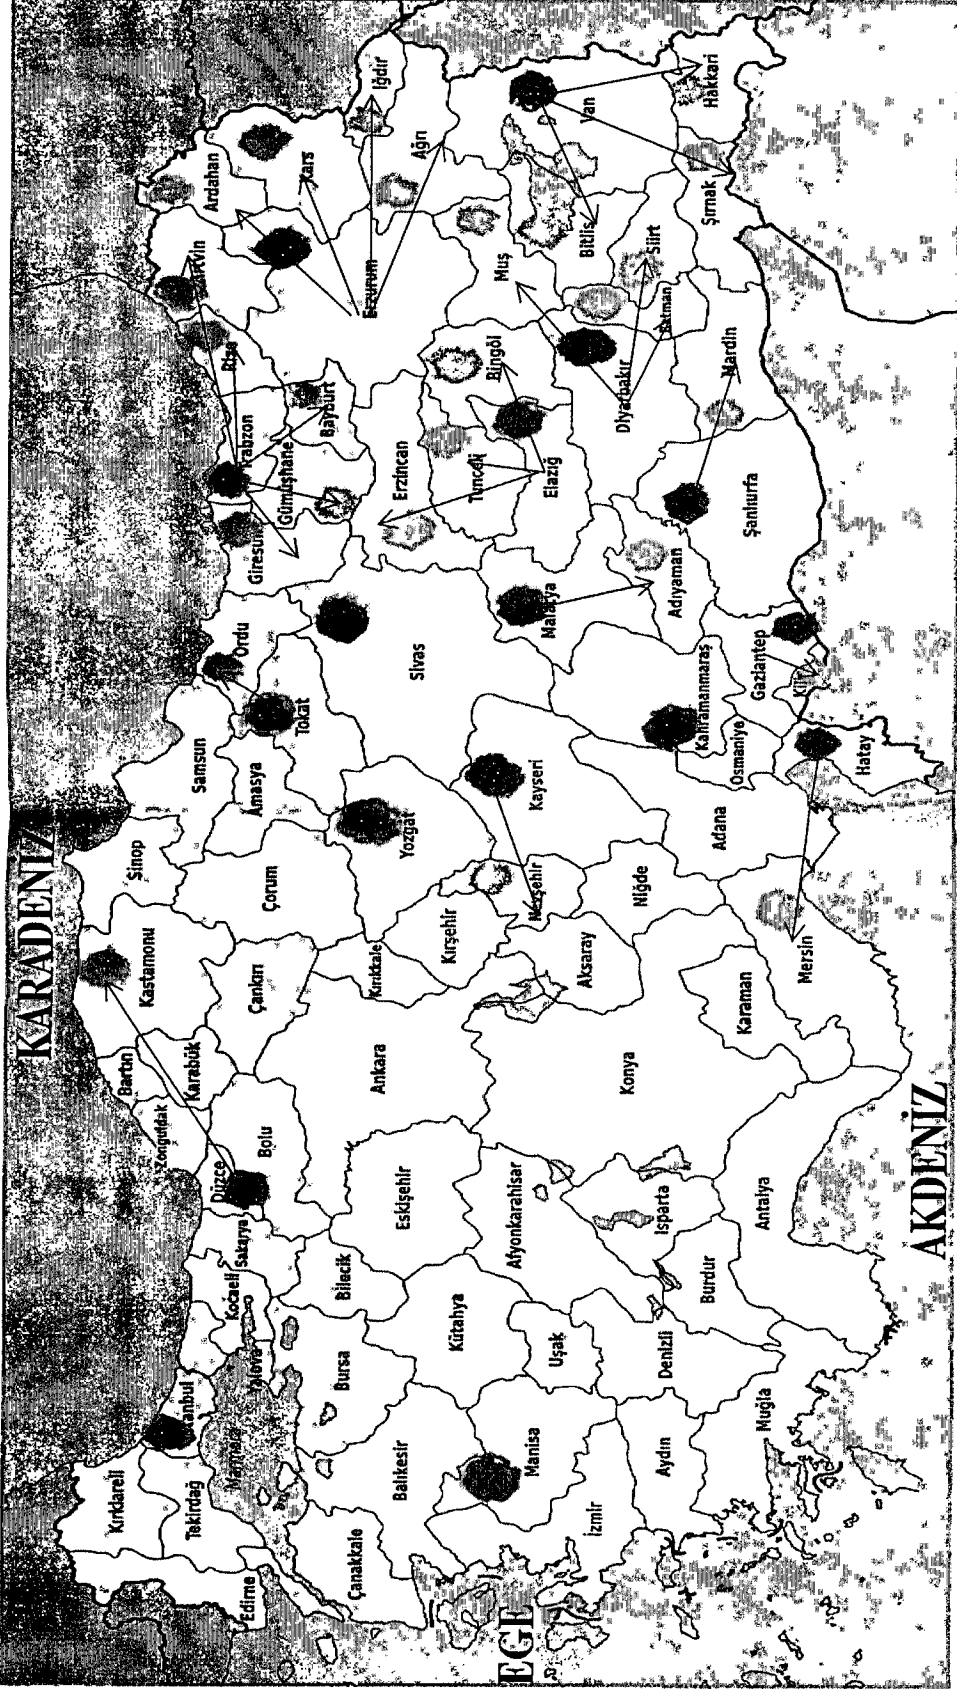 KARADENİZ
Kırklareli
Edirne
Tekirdağ
İstanbul
Marmara
Yalova
Kocaeli
Sakarya
Düzce
Zonguldak
Bartın
Karabük
Kastamonu
Sinop
Samsun
Ordu
Giresun
Trabzon
Rize
Artvin
Ardahan
Çanakkale
Balıkesir
Bursa
Bilecik
Bolu
Çankırı
Çorum
Amasya
Tokat
Gümüşhane
Bayburt
Erzurum
Kars
Iğdır
Ağrı
Kütahya
Eskişehir
Ankara
Kırıkkale
Kırşehir
Yozgat
Sivas
Erzincan
Tunceli
Bingöl
Muş
EGE
Manisa
İzmir
Uşak
Afyonkarahisar
Aksaray
Nevşehir
Kayseri
Malatya
Elazığ
Diyarbakır
Batman
Siirt
Bitlis
Van
Hakkari
Şırnak
Aydın
Denizli
Isparta
Burdur
Konya
Niğde
Kahramanmaraş
Adıyaman
Mardin
Muğla
Antalya
Karaman
Mersin
Adana
Osmaniye
Gaziantep
Kilis
Şanlıurfa
Hatay
AKDENİZ